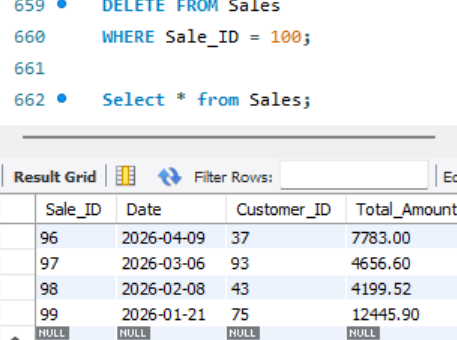 659 DELETE FROM Sales
660 WHERE Sale_ID = 100;
661
662 Select * from Sales;
Result Grid Filter Rows: Ed
Sale_ID Date Customer_ID Total_Amount
96 2026-04-09 37 7783.00
97 2026-03-06 93 4656.60
98 2026-02-08 43 4199.52
99 2026-01-21 75 12445.90
NULL NULL NULL NULL